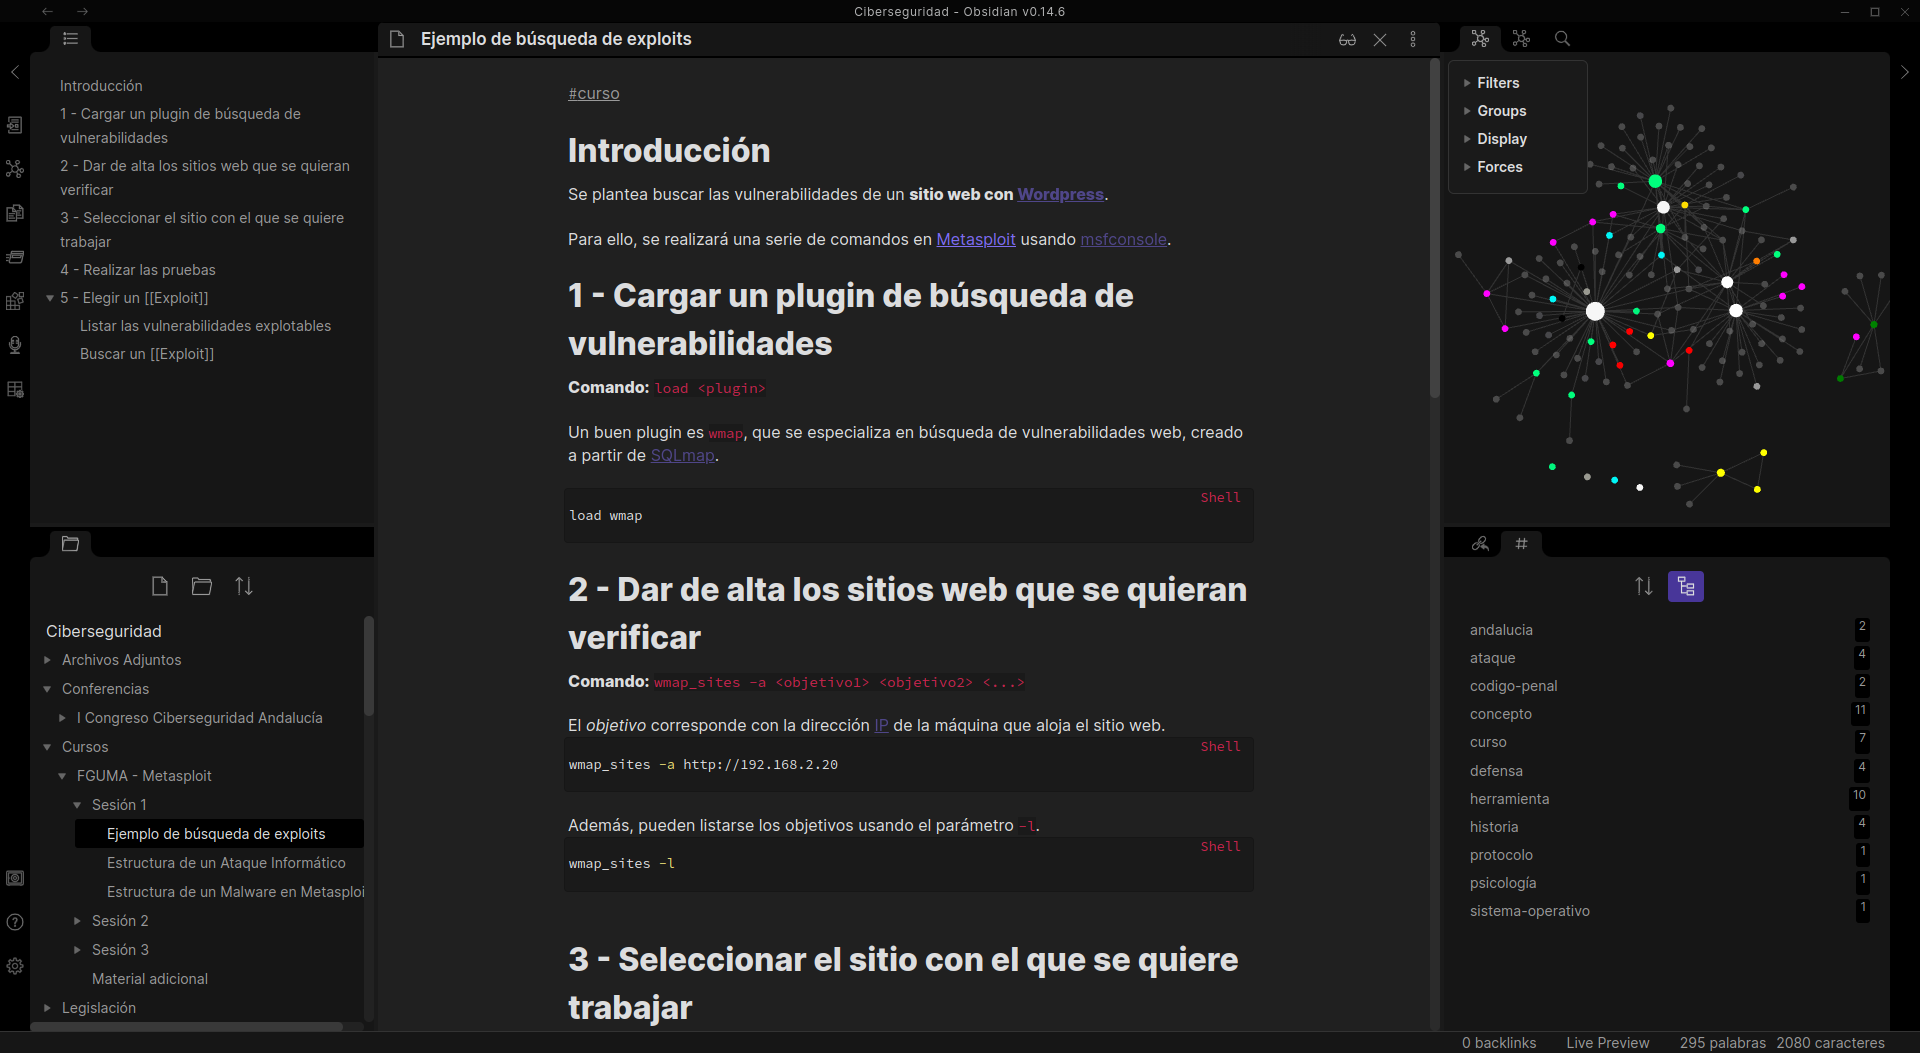 Ciberseguridad - Obsidian v0.14.6
Introducción
1 - Cargar un plugin de búsqueda de
vulnerabilidades
2 - Dar de alta los sitios web que se quieran
verificar
3 - Seleccionar el sitio con el que se quiere
trabajar
4 - Realizar las pruebas
5 - Elegir un [[Exploit]]
Listar las vulnerabilidades explotables
Buscar un [[Exploit]]
Ciberseguridad
Archivos Adjuntos
Conferencias
I Congreso Ciberseguridad Andalucía
Cursos
FGUMA - Metasploit
Sesión 1
Ejemplo de búsqueda de exploits
Estructura de un Ataque Informático
Estructura de un Malware en Metasploi
Sesión 2
Sesión 3
Material adicional
Legislación
Ejemplo de búsqueda de exploits
#curso
Introducción
Se plantea buscar las vulnerabilidades de un sitio web con Wordpress.
Para ello, se realizará una serie de comandos en Metasploit usando msfconsole.
1 - Cargar un plugin de búsqueda de
vulnerabilidades
Comando: load <plugin>
Un buen plugin es wmap, que se especializa en búsqueda de vulnerabilidades web, creado
a partir de SQLmap.
Shell
load wmap
2 - Dar de alta los sitios web que se quieran
verificar
Comando: wmap_sites -a <objetivo1> <objetivo2> <...>
El objetivo corresponde con la dirección IP de la máquina que aloja el sitio web.
Shell
wmap_sites -a http://192.168.2.20
Además, pueden listarse los objetivos usando el parámetro -l.
Shell
wmap_sites -l
3 - Seleccionar el sitio con el que se quiere
trabajar
Filters
Groups
Display
Forces
#
andalucia 2
ataque 4
codigo-penal 2
concepto 11
curso 7
defensa 4
herramienta 10
historia 4
protocolo 1
psicología 1
sistema-operativo 1
0 backlinks Live Preview 295 palabras 2080 caracteres